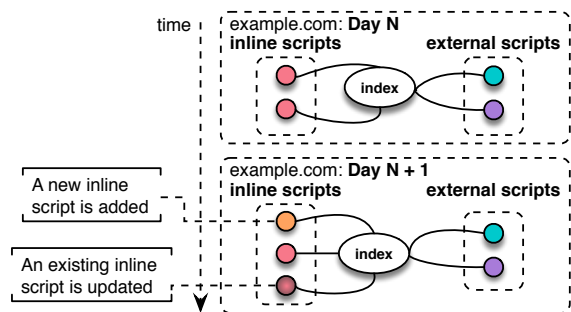 time
example.com: Day N
inline scripts external scripts
index
example.com: Day N + 1
inline scripts external scripts
A new inline
script is added
index
An existing inline
script is updated